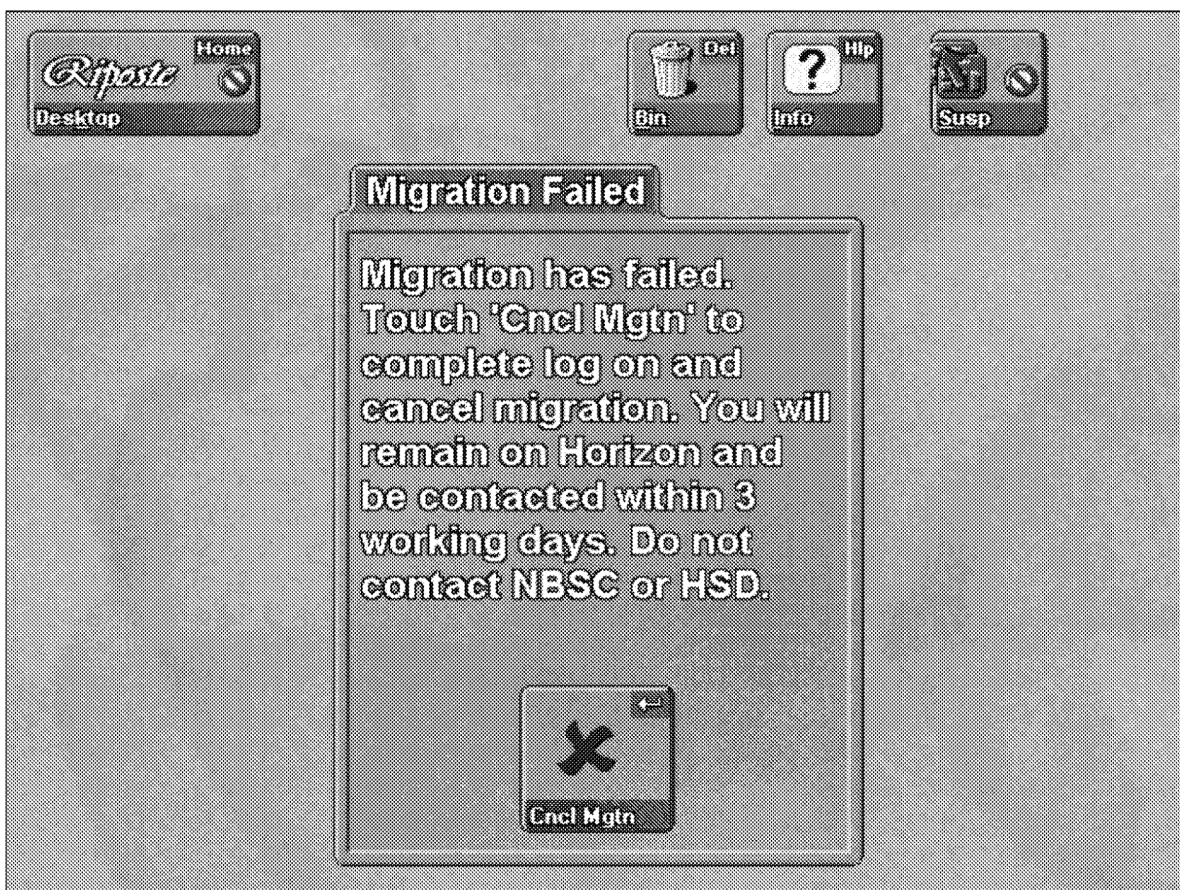 Home
Riposte
Desktop
Del
Bin
Hlp
Info
Susp
Migration Failed
Migration has failed.
Touch 'Cncl Mgtn' to
complete log on and
cancel migration. You will
remain on Horizon and
be contacted within 3
working days. Do not
contact NBSC or HSD.
Cncl Mgtn